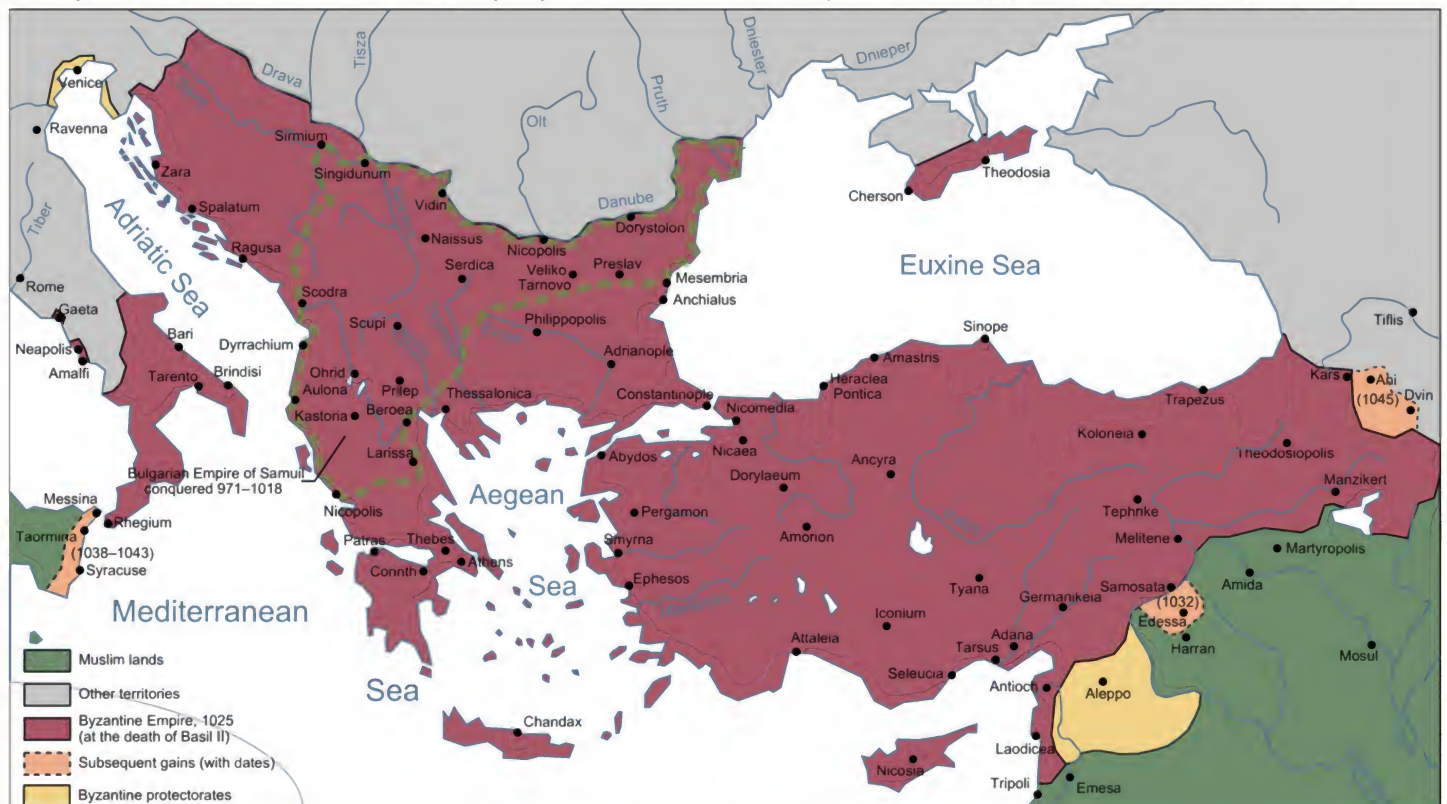 Venice
Ravenna
Tiber
Rome
Gaeta
Neapolis
Amalfi
Adriatic Sea
Bari
Tarento
Brindisi
Messina
Rhegium
Taormina
(1038–1043)
Syracuse
Mediterranean
Sea
Drava
Tisza
Sirmium
Singidunum
Zara
Spalatum
Ragusa
Vidin
Naissus
Serdica
Scodra
Scupi
Dyrrachium
Ohrid
Aulona
Prilep
Kastoria
Beroea
Larissa
Bulgarian Empire of Samuil
conquered 971–1018
Nicopolis
Patras
Thebes
Corinth
Athens
Olt
Pruth
Dniester
Dnieper
Danube
Nicopolis
Dorystolon
Veliko
Tarnovo
Preslav
Mesembria
Anchialus
Philippopolis
Adrianople
Thessalonica
Constantinople
Aegean
Sea
Chandax
Cherson
Theodosia
Euxine Sea
Sinope
Amastris
Heraclea
Pontica
Nicomedia
Nicaea
Abydos
Dorylaeum
Ancyra
Pergamon
Amorion
Smyrna
Ephesos
Iconium
Attaleia
Tyana
Seleucia
Tarsus
Adana
Germanikeia
Antioch
Laodicea
Tripoli
Nicosia
Emesa
Aleppo
Tiflis
Kars
Ani
(1045)
Dvin
Trapezus
Koloneia
Theodosiopolis
Manzikert
Tephrike
Melitene
Martyropolis
Amida
Samosata
(1032)
Edessa
Harran
Mosul
Muslim lands
Other territories
Byzantine Empire, 1025
(at the death of Basil II)
Subsequent gains (with dates)
Byzantine protectorates